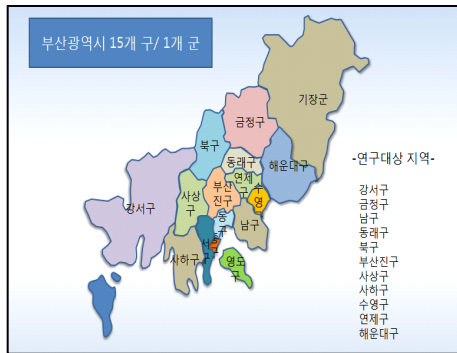 부산광역시 15개 구/ 1개 군
기장군
금정구
북구
동래구
해운대구
연제구
수영
부산
진구
사상
구
강서구
동
구
남구
서
구
사하구
영도
구
-연구대상 지역-
강서구
금정구
남구
동래구
북구
부산진구
사상구
사하구
수영구
연제구
해운대구